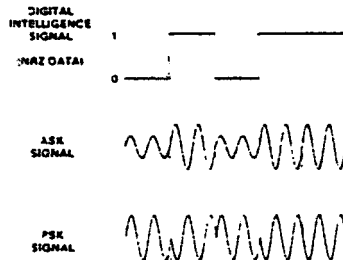 DIGITAL
INTELLIGENCE
SIGNAL
(NRZ DATA)
1
0
ASK
SIGNAL
PSK
SIGNAL